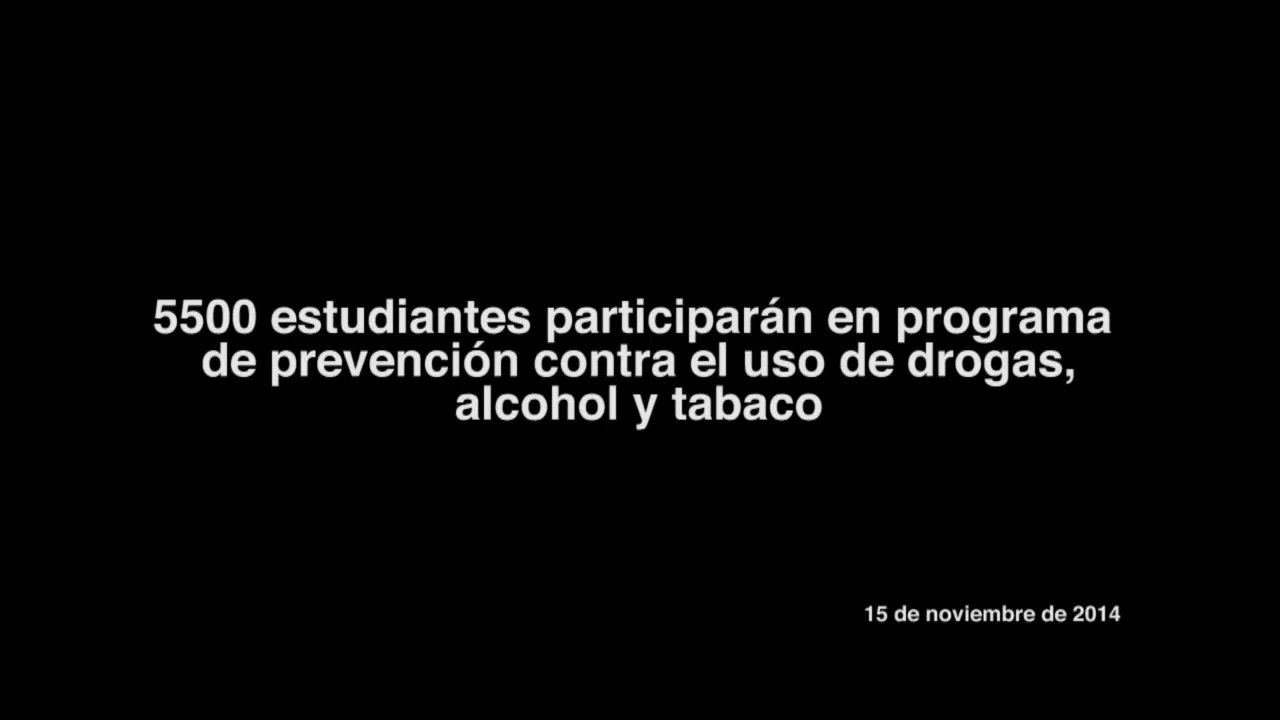 5500 estudiantes participarán en programa
de prevención contra el uso de drogas,
alcohol y tabaco
15 de noviembre de 2014